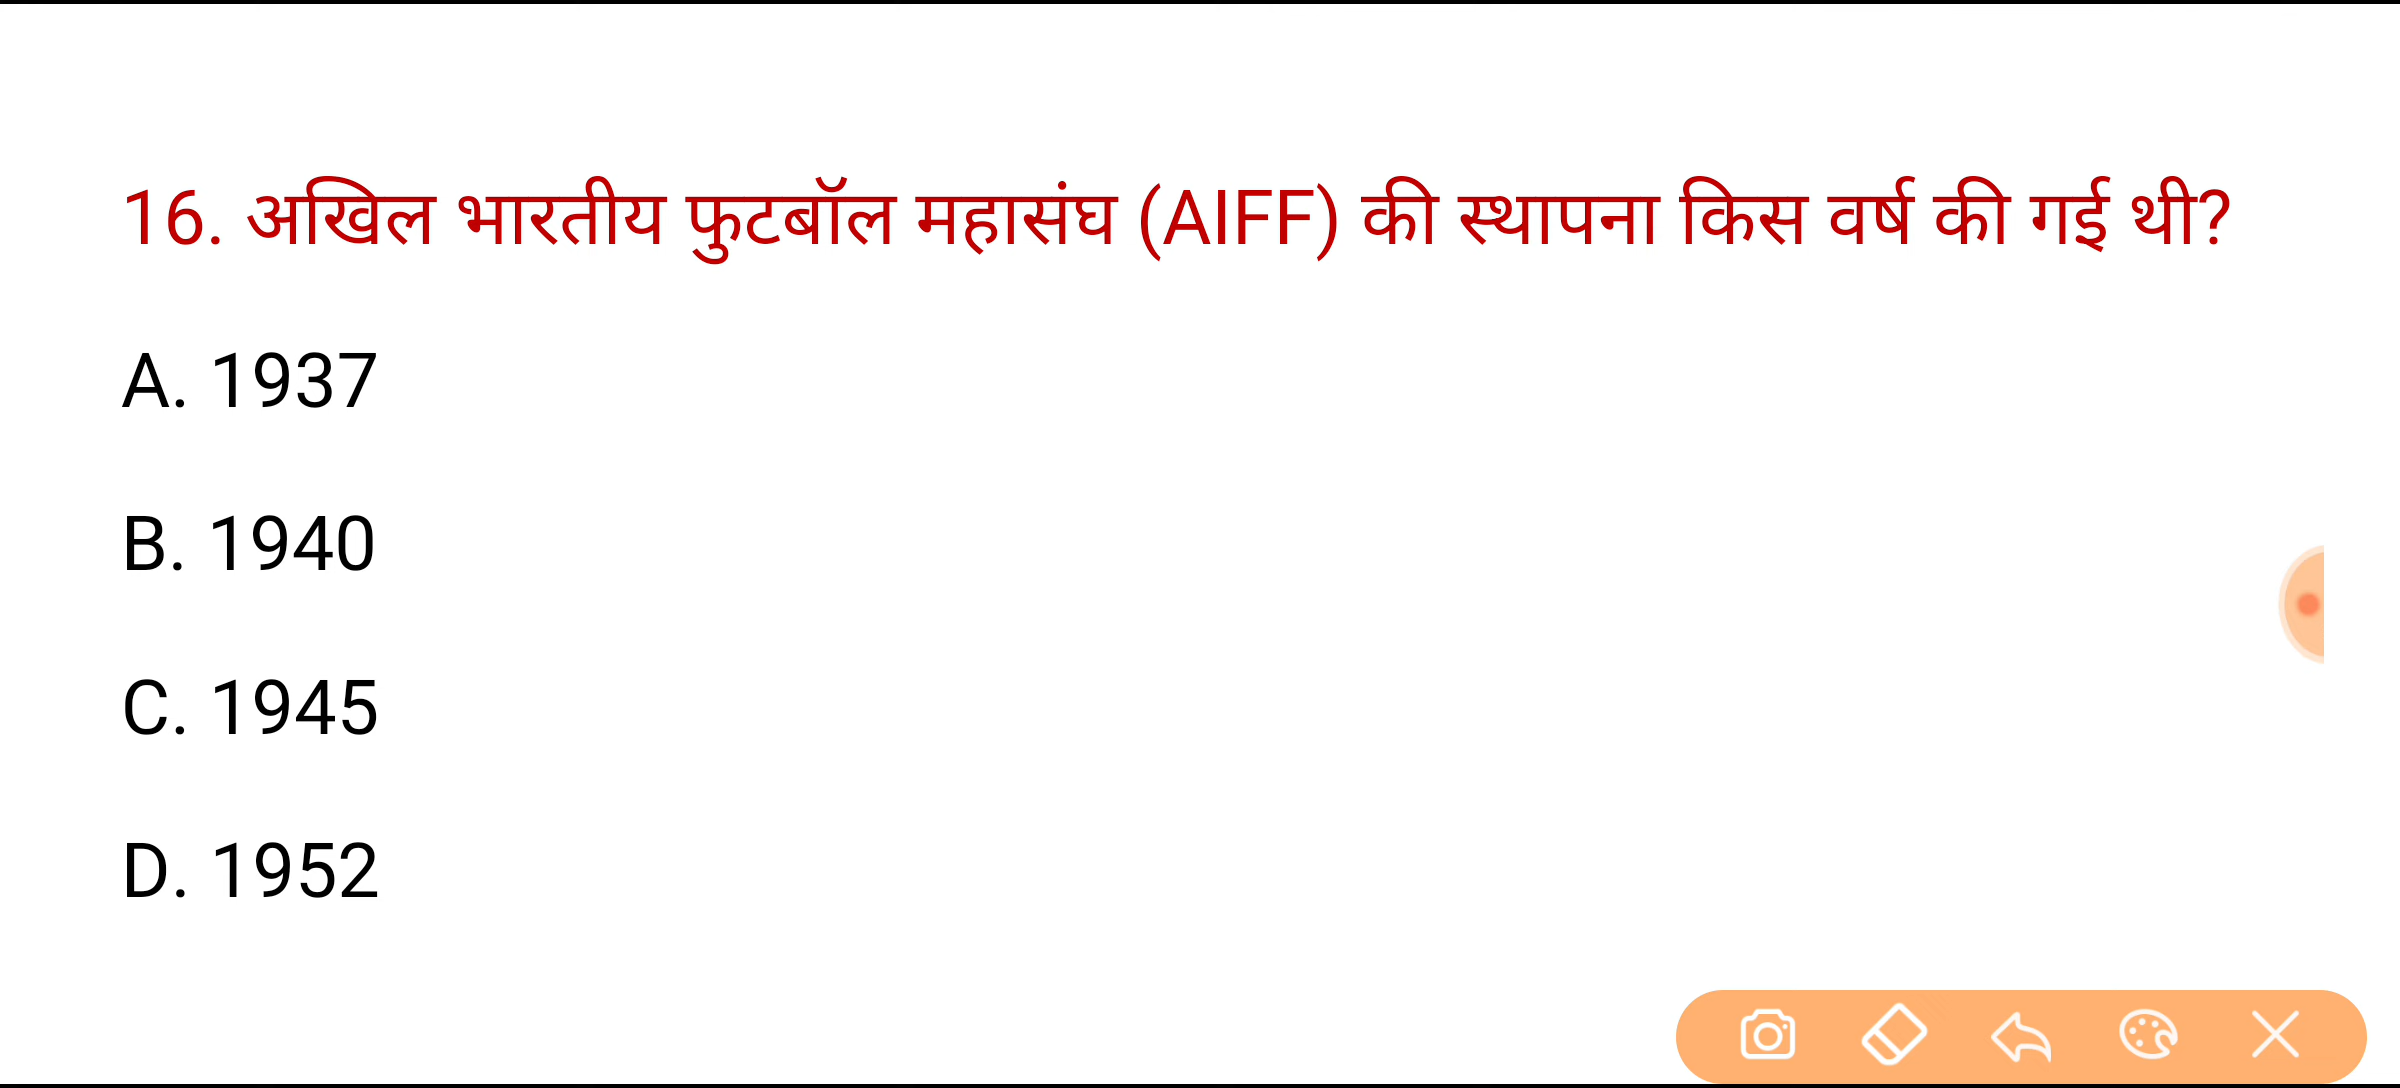 16. अखिल भारतीय फुटबॉल महासंघ (AIFF) की स्थापना किस वर्ष की गई थी?
A. 1937
B. 1940
C. 1945
D. 1952